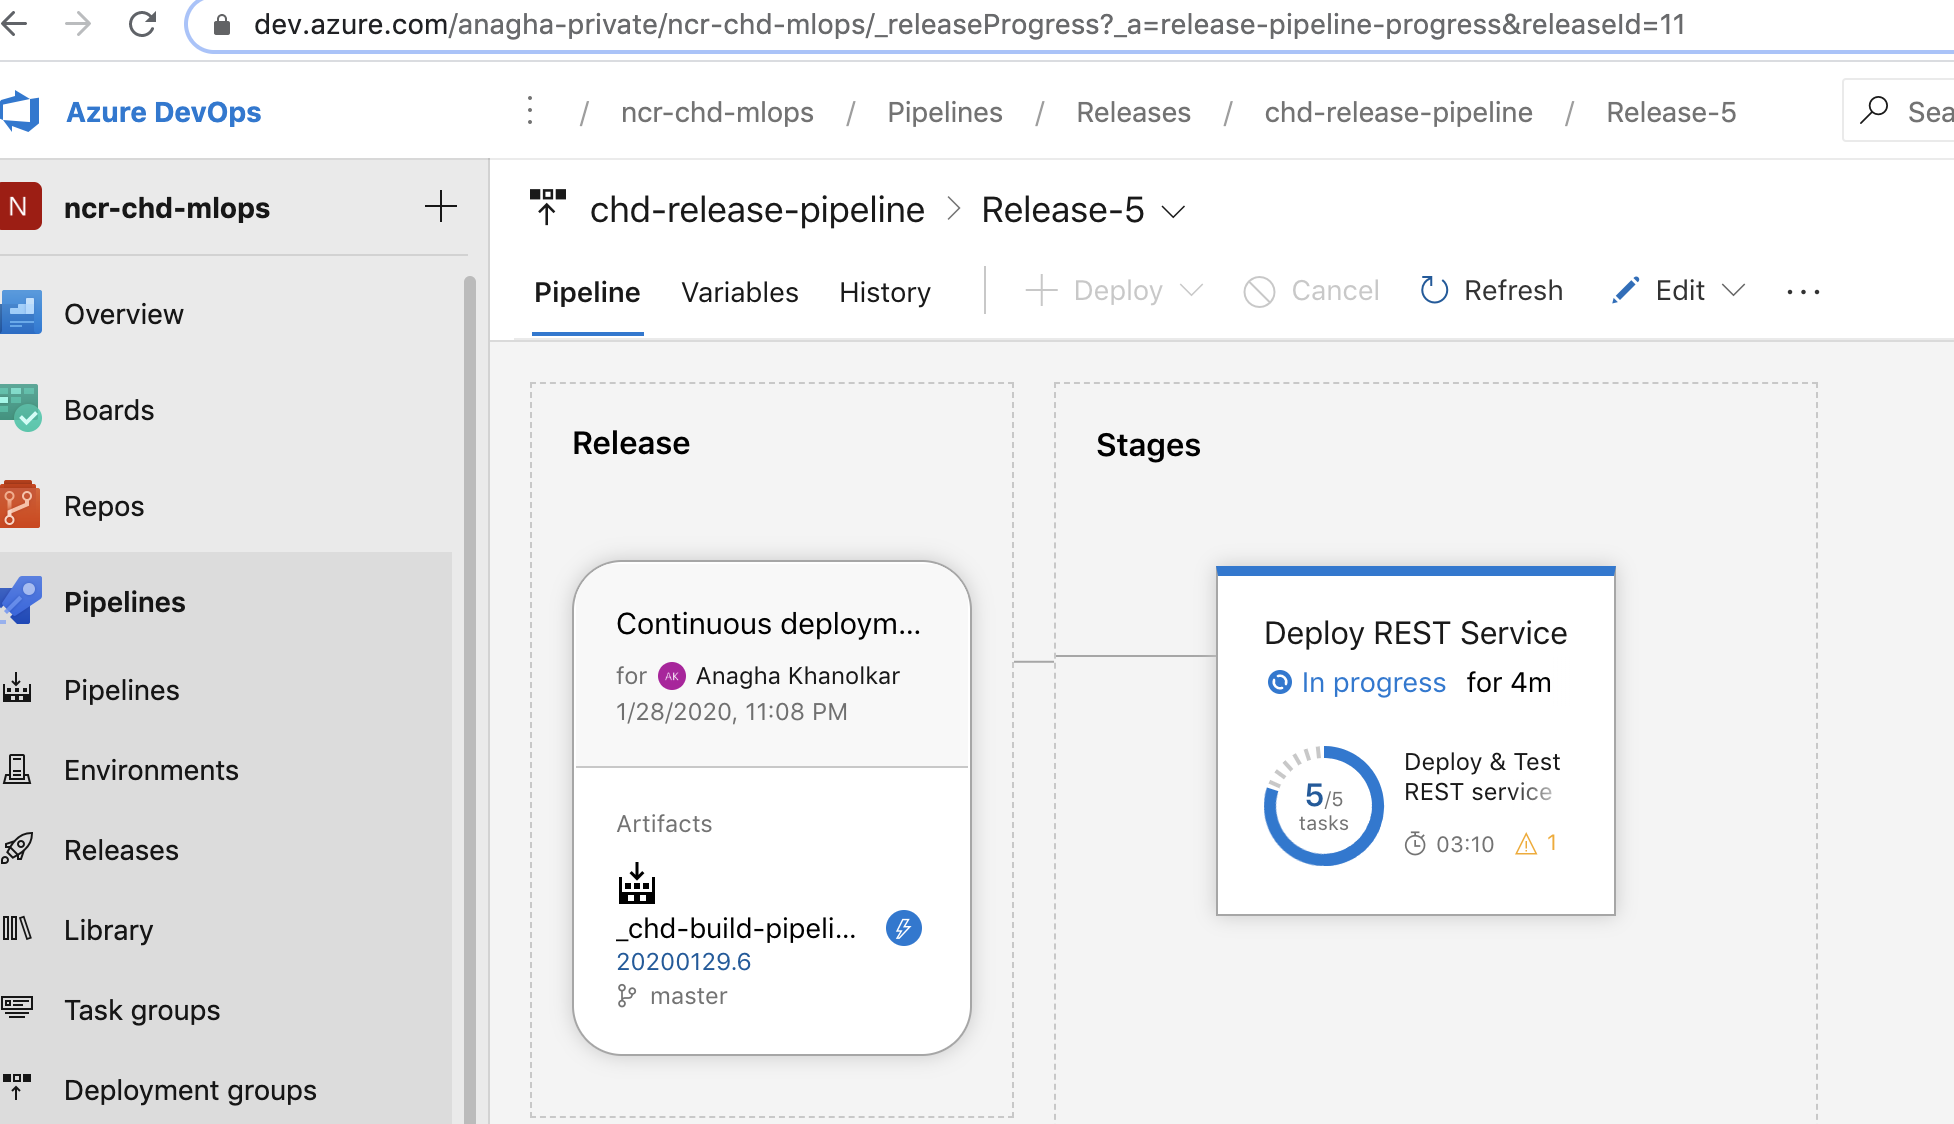 dev.azure.com/anagha-private/ncr-chd-mlops/_releaseProgress?_a=release-pipeline-progress&releaseId=11
Azure DevOps / ncr-chd-mlops / Pipelines / Releases / chd-release-pipeline / Release-5 Sea
N ncr-chd-mlops
chd-release-pipeline > Release-5
Pipeline Variables History Deploy Cancel Refresh Edit ...
Overview
Boards
Repos
Pipelines
Pipelines
Environments
Releases
Library
Task groups
Deployment groups
Release
Continuous deploym...
for AK Anagha Khanolkar
1/28/2020, 11:08 PM
Artifacts
_chd-build-pipeli...
20200129.6
master
Stages
Deploy REST Service
In progress for 4m
5/5
tasks
Deploy & Test
REST service
03:10 1